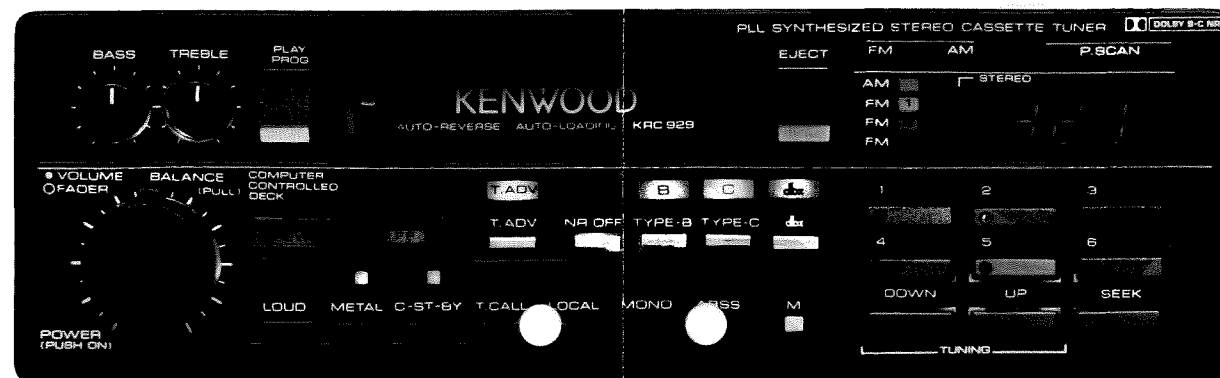 PLL SYNTHESIZED STEREO CASSETTE TUNER DOLBY B-C NR
BASS TREBLE PLAY PROG EJECT FM AM P.SCAN
STEREO
AM
FM 1
FM
FM
KENWOOD
AUTO-REVERSE AUTO-LOADING KRC 929
VOLUME BALANCE
FADER (PULL)
COMPUTER
CONTROLLED
DECK
T.ADV B C dbx
T.ADV NR OFF TYPE-B TYPE-C dbx
1 2 3
4 5 6
DOWN UP SEEK
LOUD METAL C-ST-BY T.CALL LOCAL MONO ABSS M
POWER
(PUSH ON)
TUNING